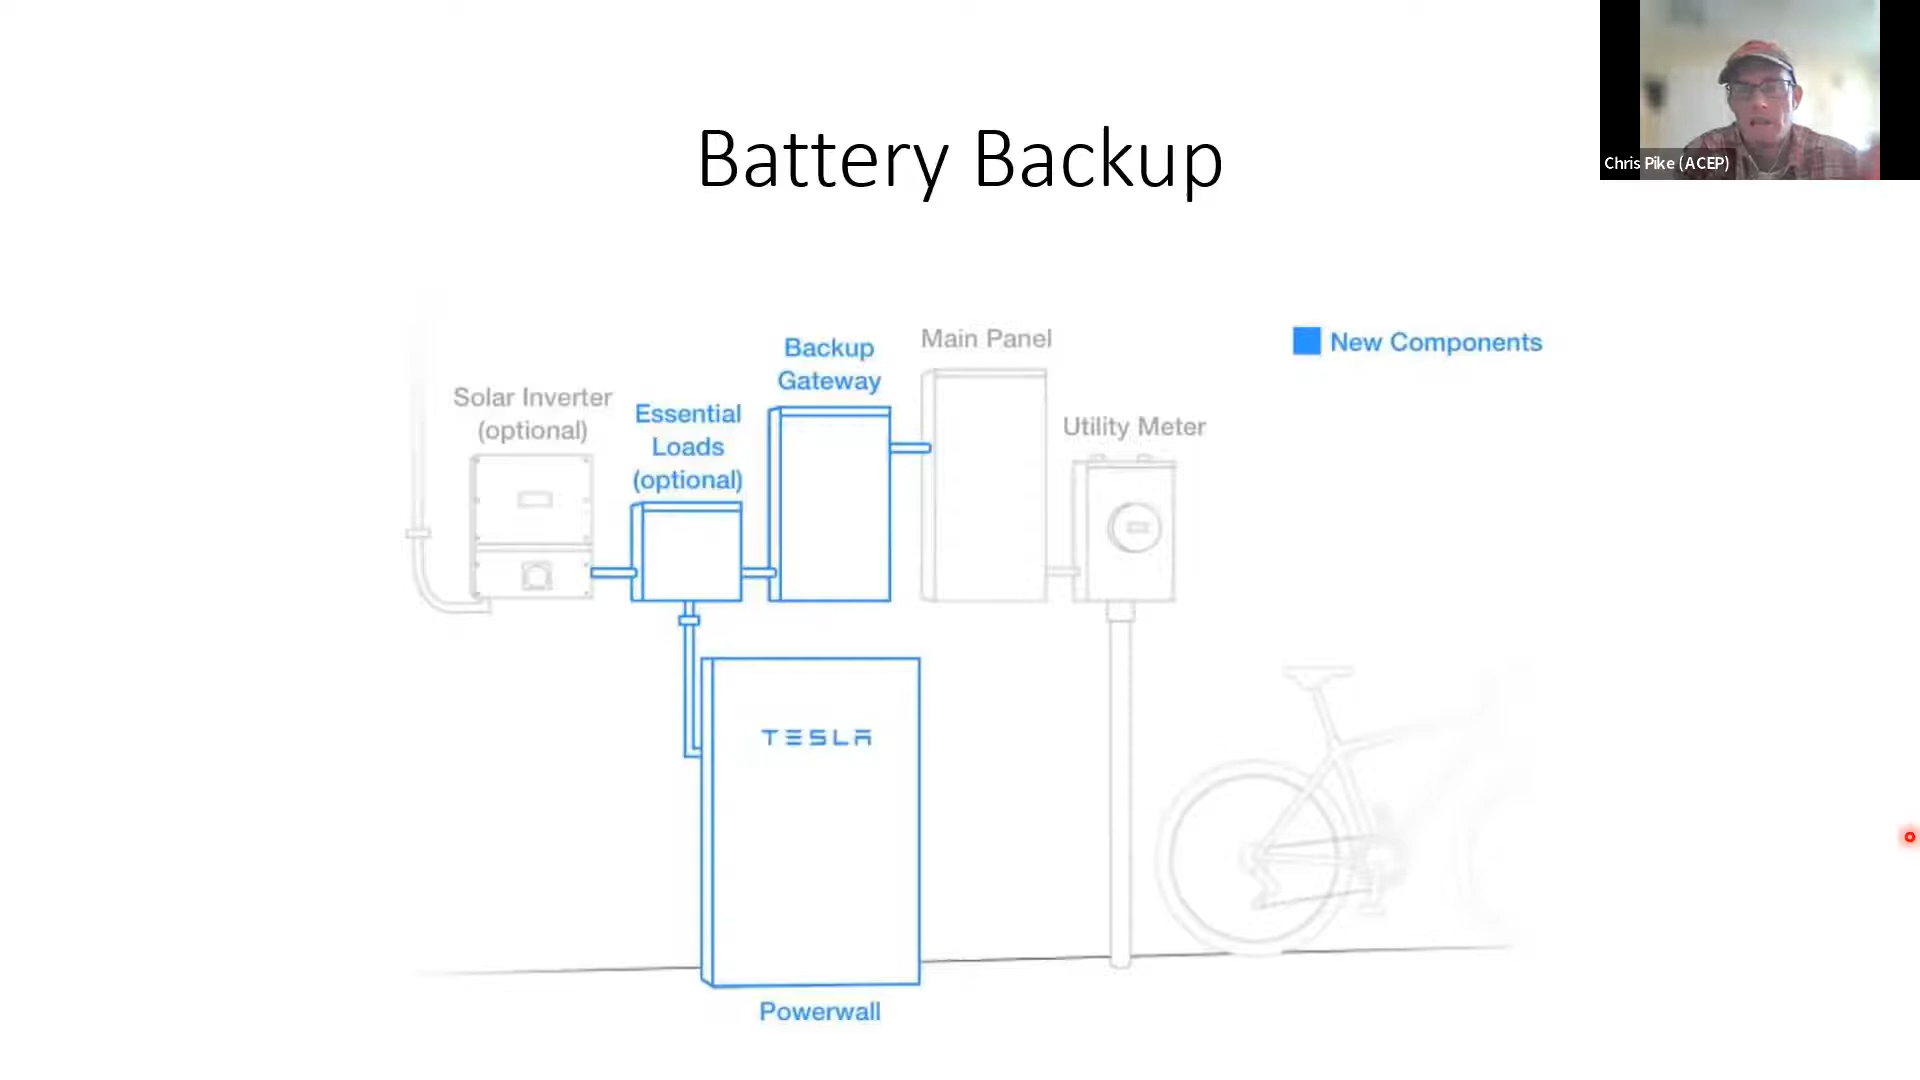 Chris Pike (ACEP)
Battery Backup
Main Panel
New Components
Backup
Gateway
Solar Inverter
(optional)
Essential
Loads
(optional)
Utility Meter
TESLA
Powerwall